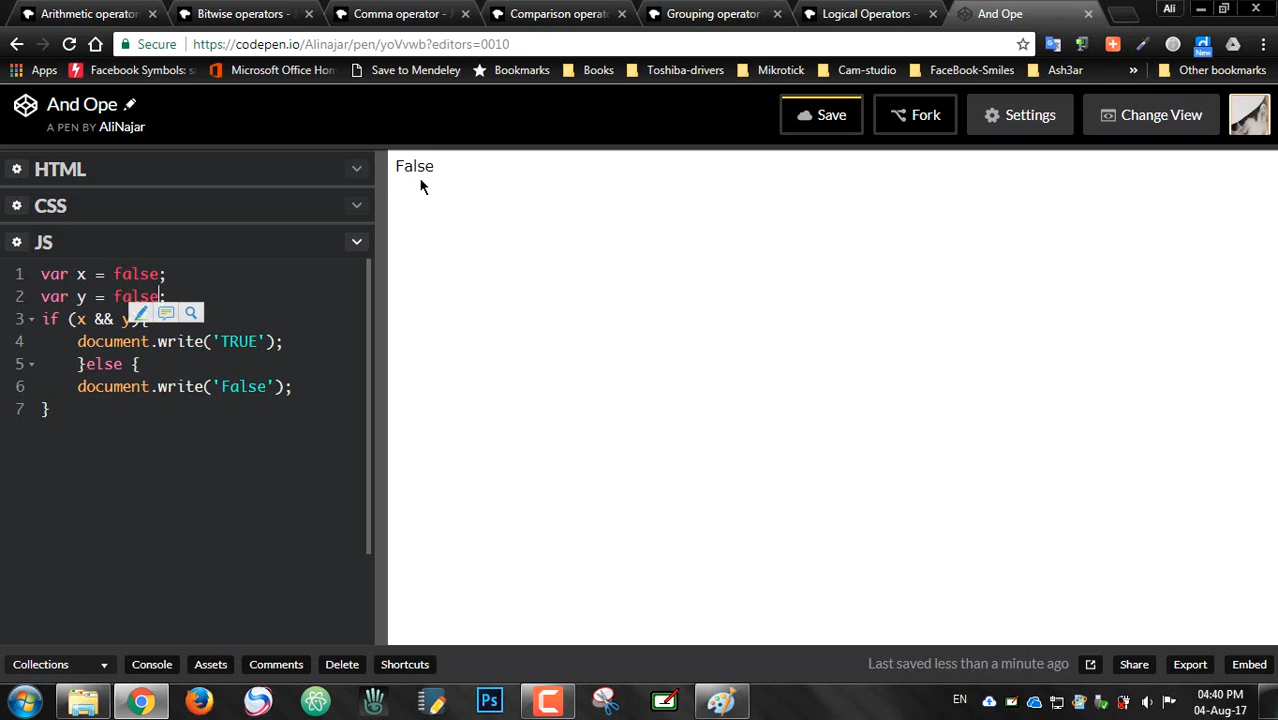 Arithmetic operator
Bitwise operators -
Comma operator -
Comparison operat
Grouping operator
Logical Operators -
And Ope
Ali
Secure
https://codepen.io/Alinajar/pen/yoVvwb?editors=0010
New
Apps
Facebook Symbols: s
Microsoft Office Hom
Save to Mendeley
Bookmarks
Books
Toshiba-drivers
Mikrotick
Cam-studio
FaceBook-Smiles
Ash3ar
»
Other bookmarks
And Ope
A PEN BY AliNajar
Save
Fork
Settings
Change View
HTML
CSS
JS
1 var x = false;
2 var y = false;
3 if (x && y){
4 document.write('TRUE');
5 }else {
6 document.write('False');
7 }
False
Collections
Console
Assets
Comments
Delete
Shortcuts
Last saved less than a minute ago
Share
Export
Embed
Ps
EN
04:40 PM
04-Aug-17